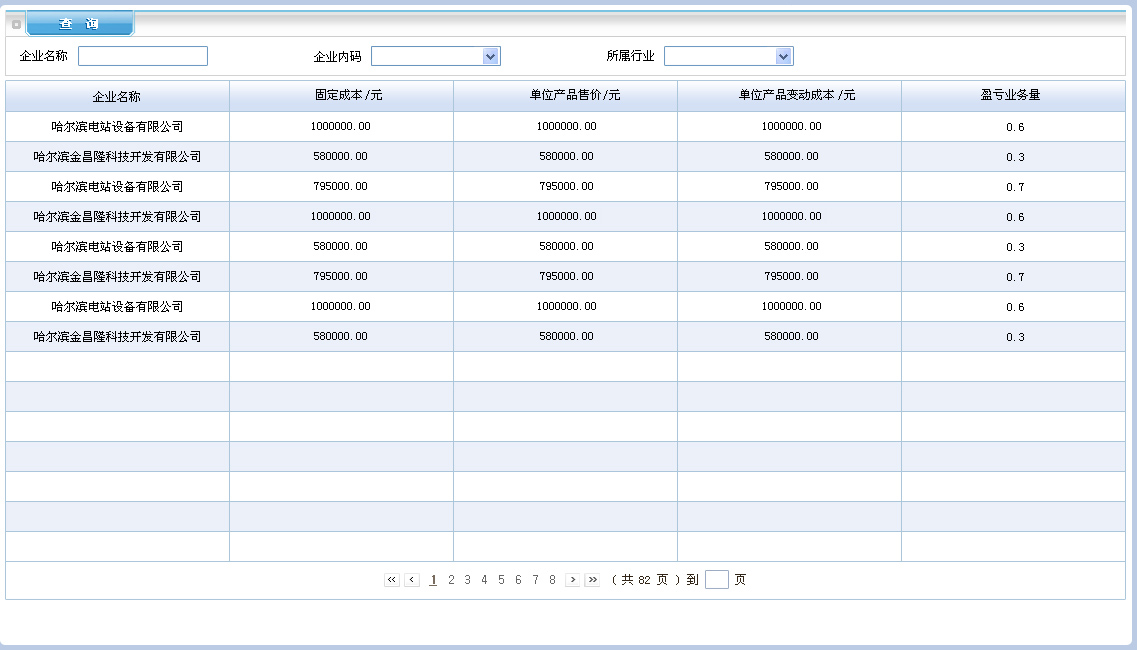 查 询
企业名称 企业内码 所属行业
企业名称 固定成本/元 单位产品售价/元 单位产品变动成本/元 盈亏业务量
哈尔滨电站设备有限公司 1000000.00 1000000.00 1000000.00 0.6
哈尔滨金昌隆科技开发有限公司 580000.00 580000.00 580000.00 0.3
哈尔滨电站设备有限公司 795000.00 795000.00 795000.00 0.7
哈尔滨金昌隆科技开发有限公司 1000000.00 1000000.00 1000000.00 0.6
哈尔滨电站设备有限公司 580000.00 580000.00 580000.00 0.3
哈尔滨金昌隆科技开发有限公司 795000.00 795000.00 795000.00 0.7
哈尔滨电站设备有限公司 1000000.00 1000000.00 1000000.00 0.6
哈尔滨金昌隆科技开发有限公司 580000.00 580000.00 580000.00 0.3
« ‹ 1 2 3 4 5 6 7 8 › » ( 共 82 页 ) 到 页